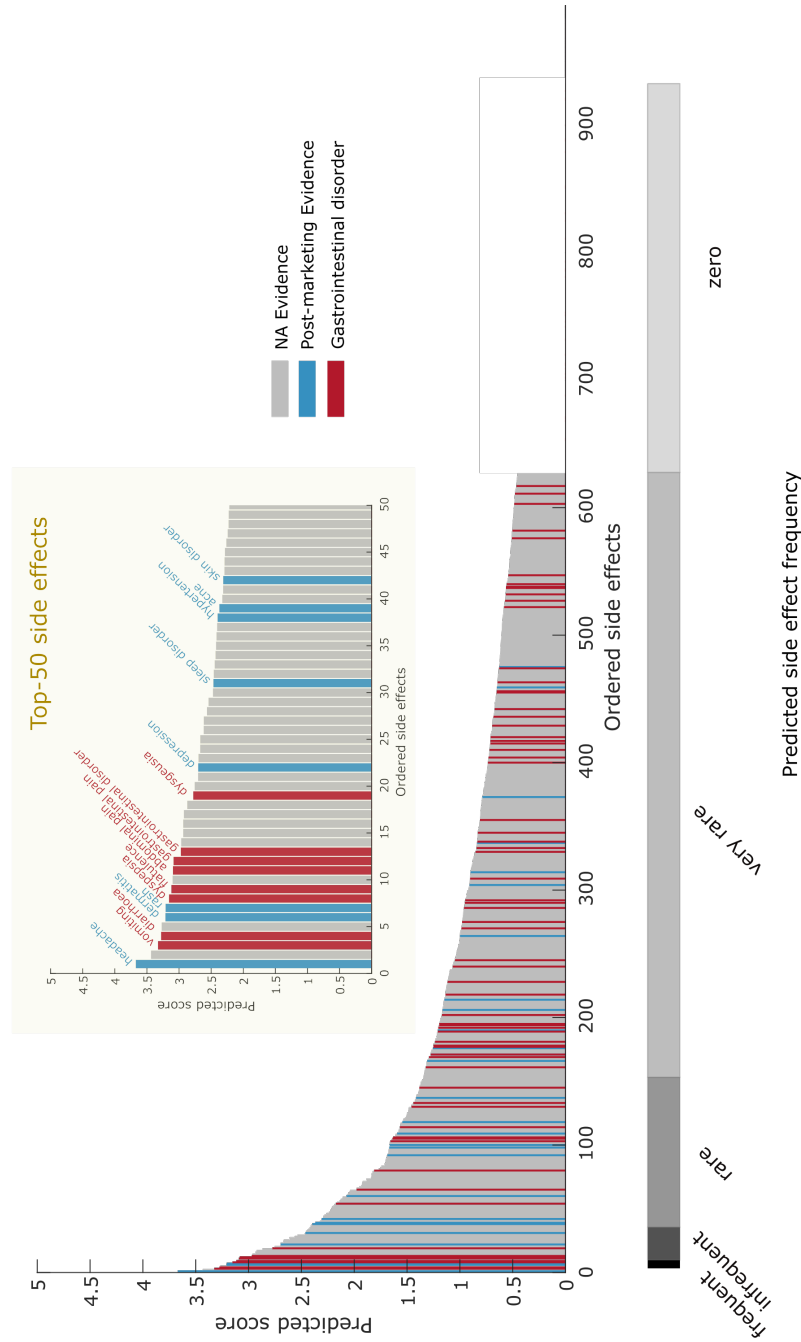 Top-50 side effects
Predicted score
5
4.5
4
3.5
3
2.5
2
1.5
1
0.5
0
headache
vomiting
diarrhoea
dermatitis
rash
dyspepsia
flatulence
abdominal pain
gastrointestinal pain
gastrointestinal disorder
dysgeusia
depression
sleep disorder
hypertension
acne
skin disorder
0
5
10
15
20
25
30
35
40
45
50
Ordered side effects
NA Evidence
Post-marketing Evidence
Gastrointestinal disorder
Predicted score
5
4.5
4
3.5
3
2.5
2
1.5
1
0.5
0
0
100
200
300
400
500
600
700
800
900
Ordered side effects
frequent
infrequent
rare
very rare
zero
Predicted side effect frequency